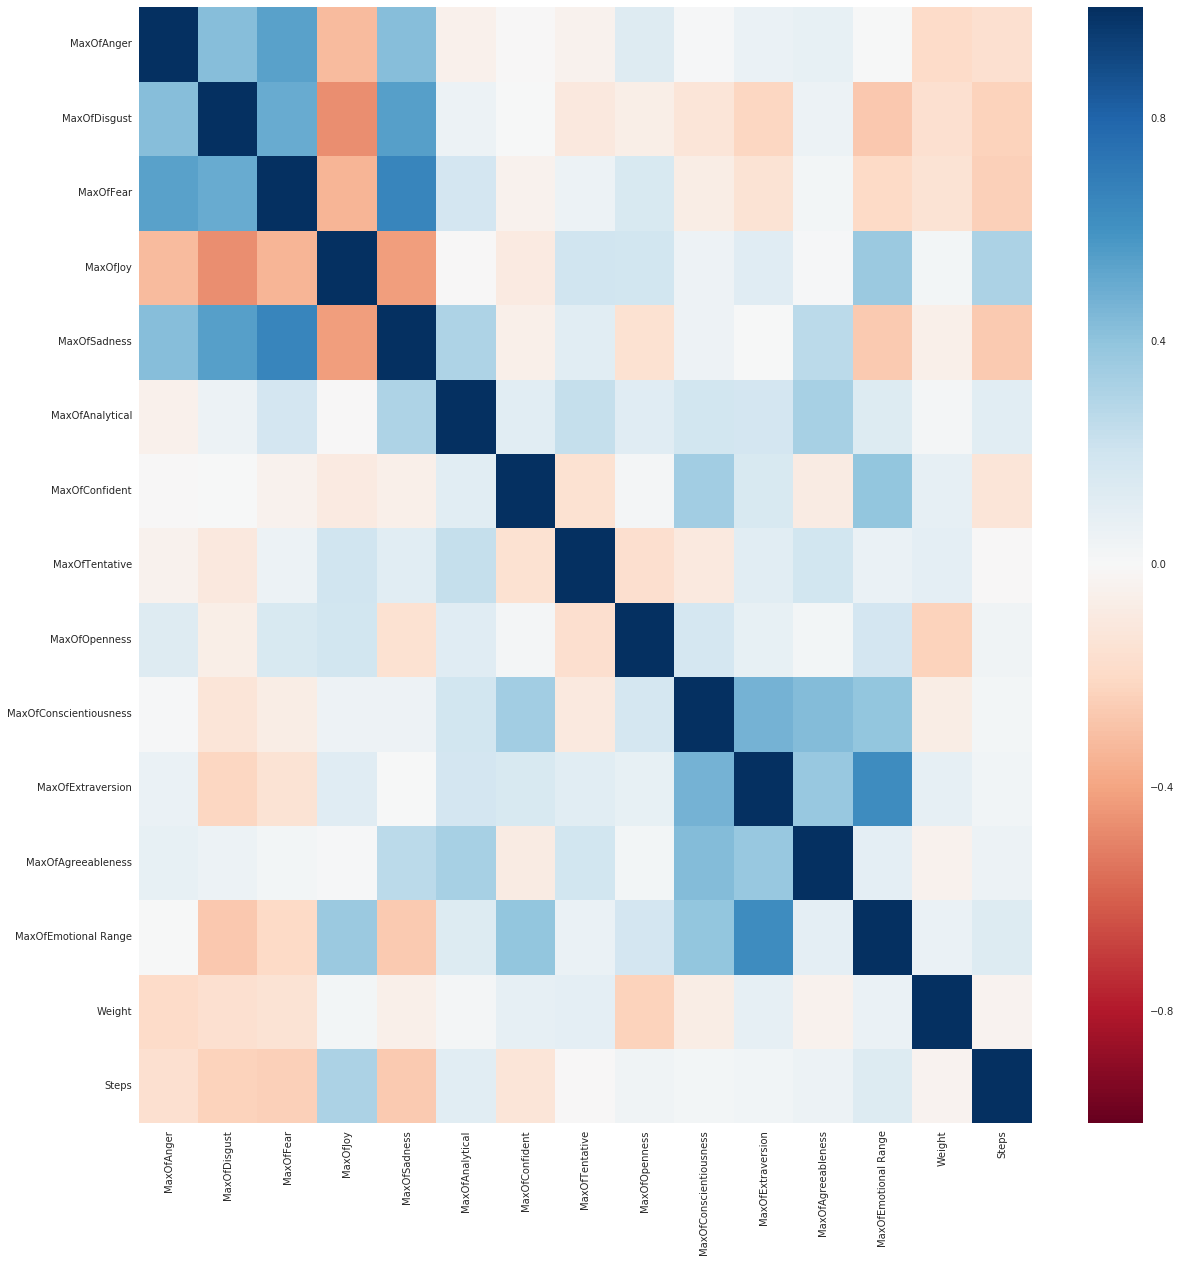 MaxOfAnger
MaxOfDisgust
MaxOfFear
MaxOfJoy
MaxOfSadness
MaxOfAnalytical
MaxOfConfident
MaxOfTentative
MaxOfOpenness
MaxOfConscientiousness
MaxOfExtraversion
MaxOfAgreeableness
MaxOfEmotional Range
Weight
Steps
MaxOfAnger
MaxOfDisgust
MaxOfFear
MaxOfJoy
MaxOfSadness
MaxOfAnalytical
MaxOfConfident
MaxOfTentative
MaxOfOpenness
MaxOfConscientiousness
MaxOfExtraversion
MaxOfAgreeableness
MaxOfEmotional Range
Weight
Steps
0.8
0.4
0.0
−0.4
−0.8